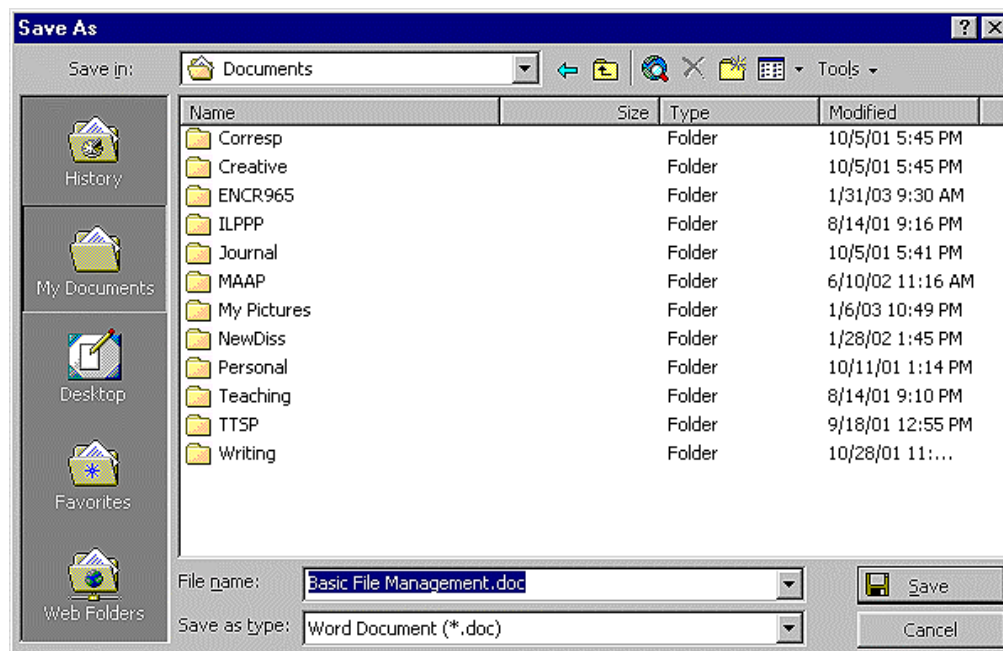 Save As
Save in: Documents Tools
Name Size Type Modified
Corresp Folder 10/5/01 5:45 PM
Creative Folder 10/5/01 5:45 PM
ENCR965 Folder 1/31/03 9:30 AM
ILPPP Folder 8/14/01 9:16 PM
Journal Folder 10/5/01 5:41 PM
MAAP Folder 6/10/02 11:16 AM
My Pictures Folder 1/6/03 10:49 PM
NewDiss Folder 1/28/02 1:45 PM
Personal Folder 10/11/01 1:14 PM
Teaching Folder 8/14/01 9:10 PM
TTSP Folder 9/18/01 12:55 PM
Writing Folder 10/28/01 11:...
History
My Documents
Desktop
Favorites
Web Folders
File name: Basic File Management.doc Save
Save as type: Word Document (*.doc) Cancel